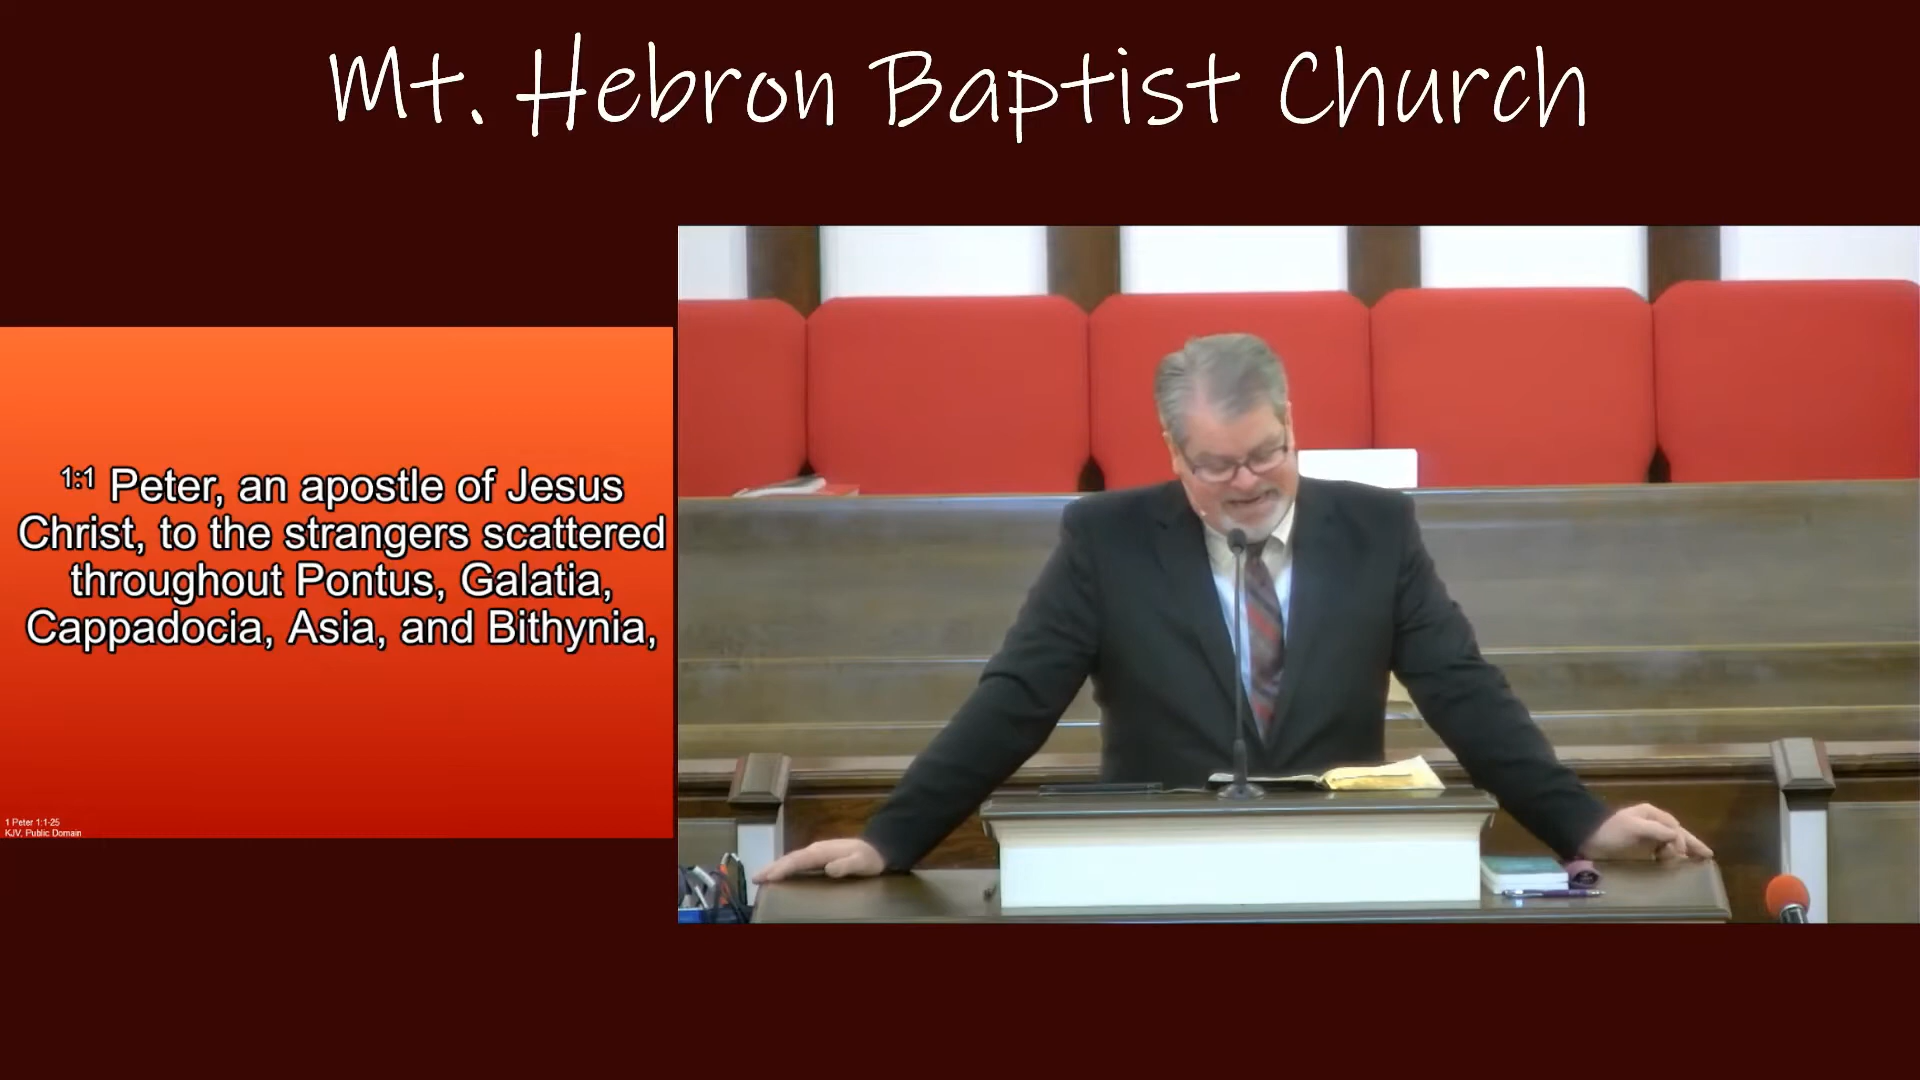 Mt. Hebron Baptist Church
1:1 Peter, an apostle of Jesus
Christ, to the strangers scattered
throughout Pontus, Galatia,
Cappadocia, Asia, and Bithynia,
1 Peter 1:1-25
KJV, Public Domain